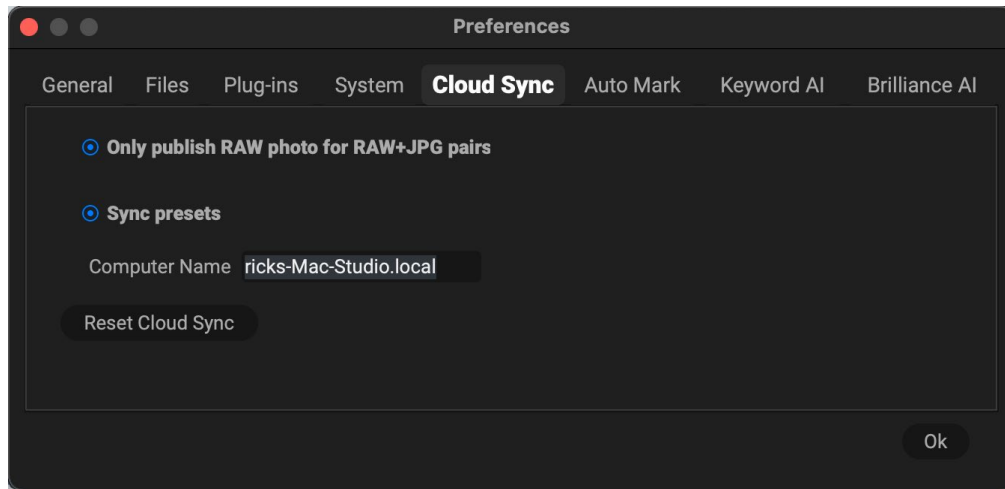 Preferences
General Files Plug-ins System Cloud Sync Auto Mark Keyword AI Brilliance AI
Only publish RAW photo for RAW+JPG pairs
Sync presets
Computer Name ricks-Mac-Studio.local
Reset Cloud Sync
Ok